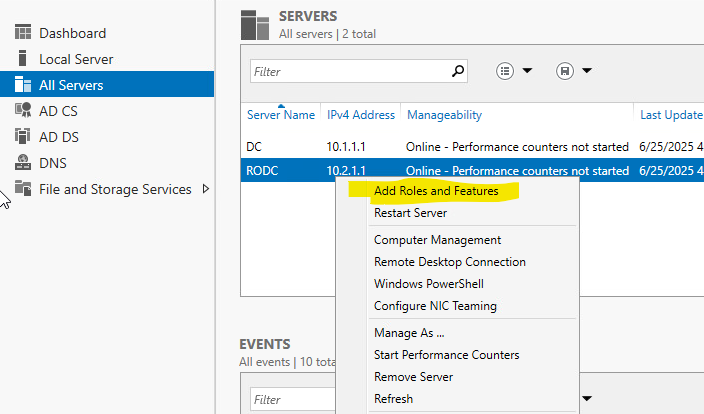 Dashboard
Local Server
All Servers
AD CS
AD DS
DNS
File and Storage Services
SERVERS
All servers | 2 total
Filter
Server Name IPv4 Address Manageability Last Update
DC 10.1.1.1 Online - Performance counters not started 6/25/2025 4
RODC 10.2.1.1 Online - Performance counters not started 6/25/2025 4
Add Roles and Features
Restart Server
Computer Management
Remote Desktop Connection
Windows PowerShell
Configure NIC Teaming
Manage As ...
Start Performance Counters
Remove Server
Refresh
EVENTS
All events | 10 tota
Filter